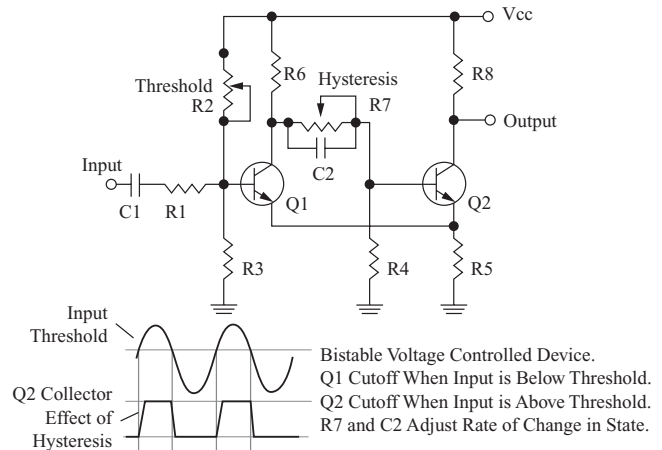 Vcc
R6
R8
Threshold
R2
Hysteresis
R7
Output
Input
C2
C1
R1
Q1
Q2
R3
R4
R5
Input
Threshold
Q2 Collector
Effect of
Hysteresis
Bistable Voltage Controlled Device.
Q1 Cutoff When Input is Below Threshold.
Q2 Cutoff When Input is Above Threshold.
R7 and C2 Adjust Rate of Change in State.